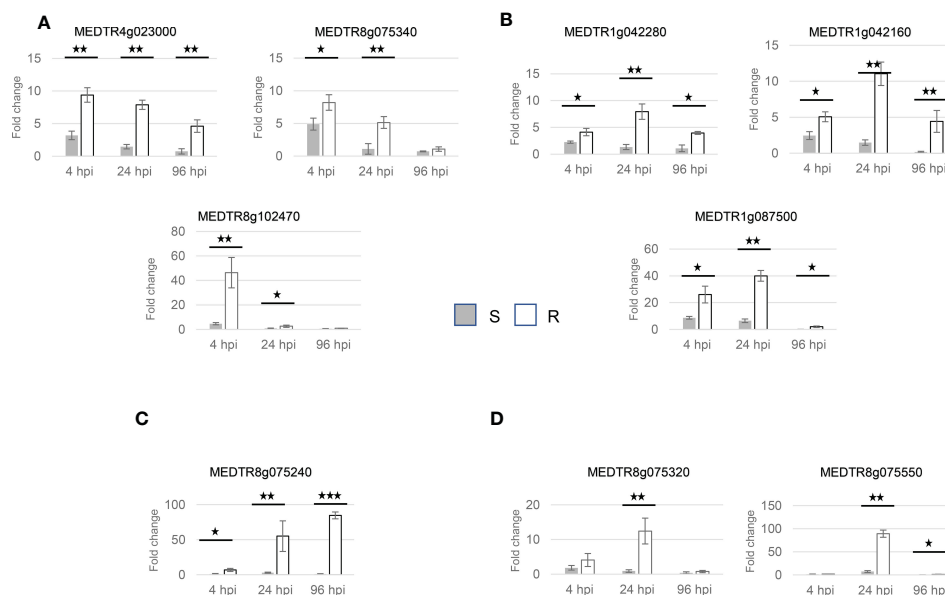 A
MEDTR4g023000
★★ ★★ ★★
Fold change
15
10
5
0
4 hpi 24 hpi 96 hpi
MEDTR8g075340
★ ★★
Fold change
15
10
5
0
4 hpi 24 hpi 96 hpi
MEDTR8g102470
★★ ★
Fold change
80
60
40
20
0
4 hpi 24 hpi 96 hpi
B
MEDTR1g042280
★ ★★ ★
Fold change
15
10
5
0
4 hpi 24 hpi 96 hpi
MEDTR1g042160
★ ★★ ★★
Fold change
15
10
5
0
4 hpi 24 hpi 96 hpi
MEDTR1g087500
★ ★★ ★
Fold change
60
40
20
0
4 hpi 24 hpi 96 hpi
S R
C
MEDTR8g075240
★ ★★ ★★★
Fold change
100
50
0
4 hpi 24 hpi 96 hpi
D
MEDTR8g075320
★★
Fold change
20
10
0
4 hpi 24 hpi 96 hpi
MEDTR8g075550
★★ ★
Fold change
150
100
50
0
4 hpi 24 hpi 96 hpi